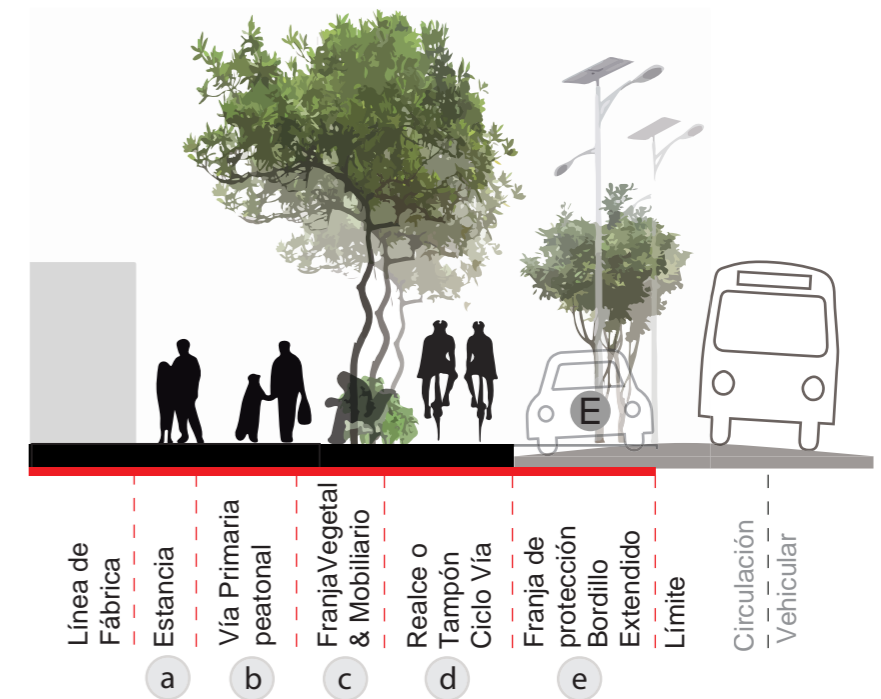 E
Línea de
Fábrica
Estancia
Vía Primaria
peatonal
FranjaVegetal
& Mobiliario
Realce o
Tampón
Ciclo Vía
Franja de
protección
Bordillo
Extendido
Límite
Circulación
Vehicular
a
b
c
d
e